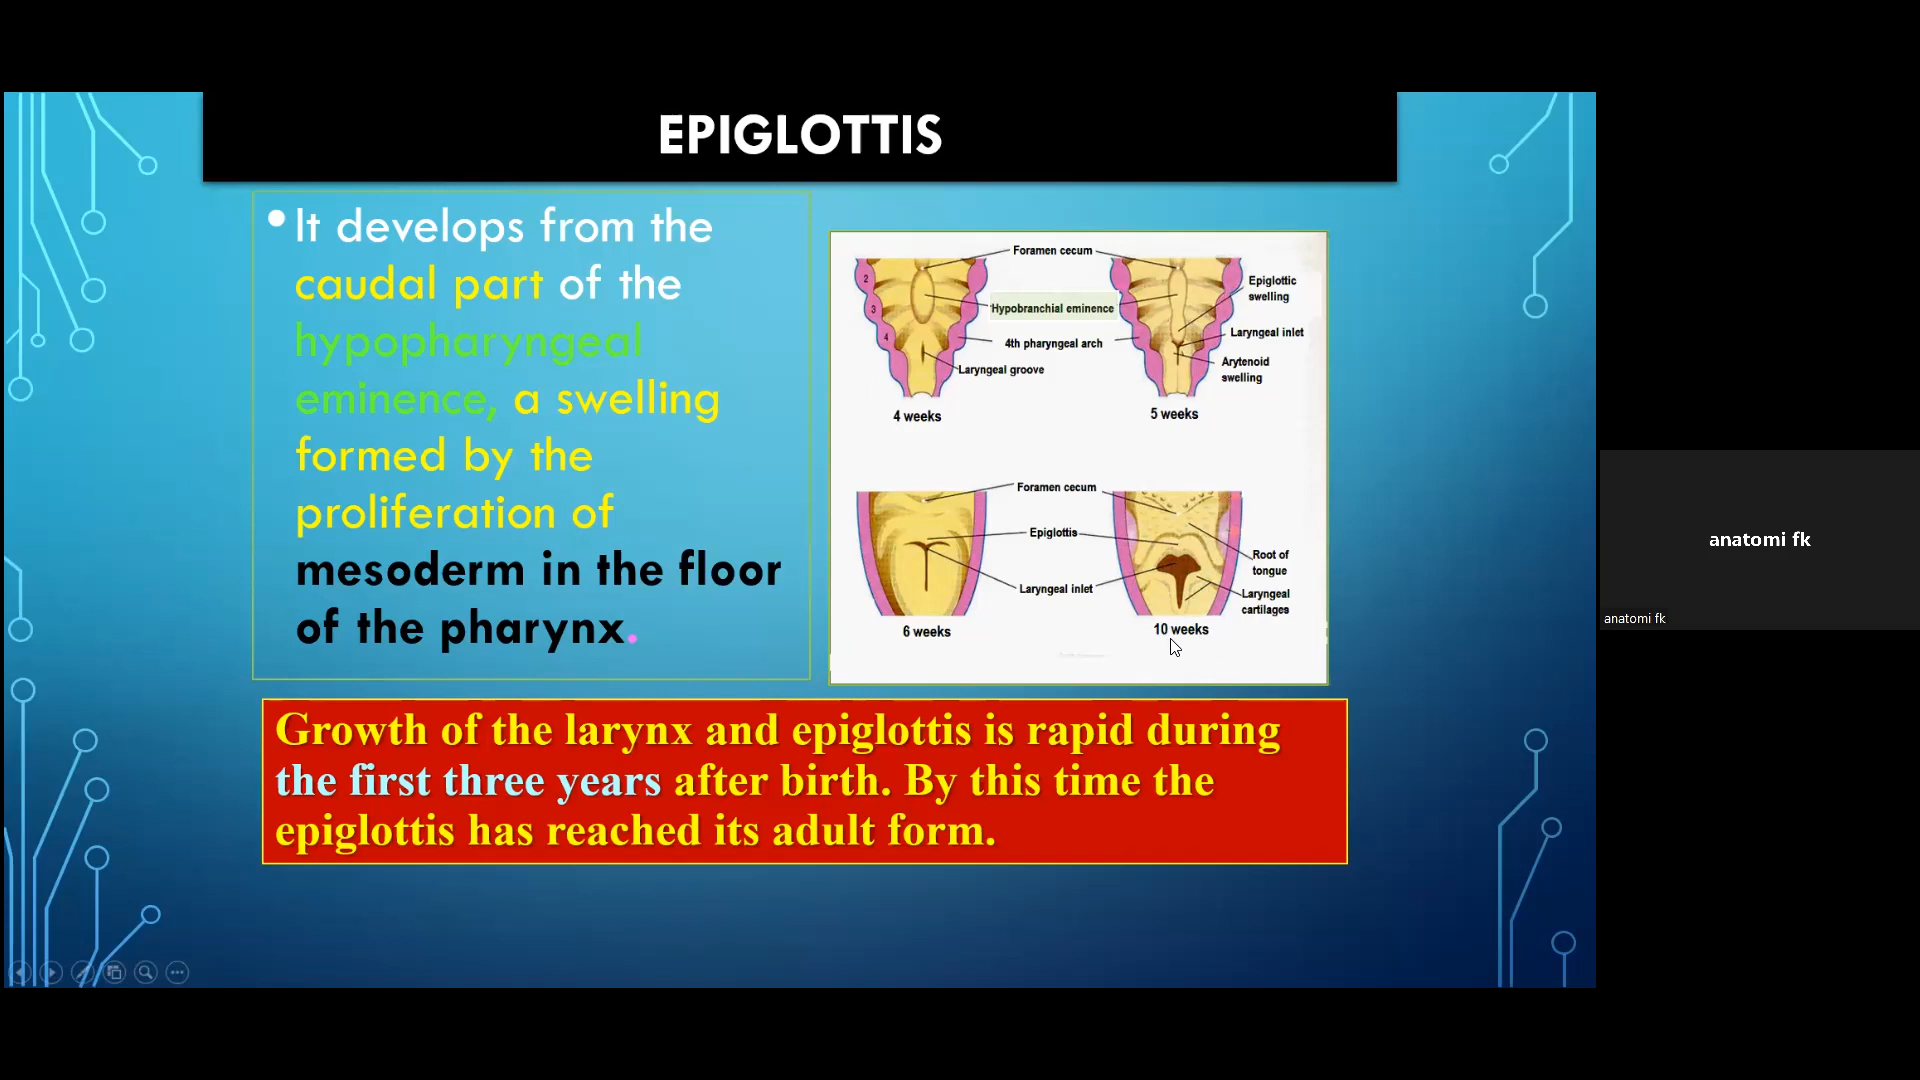 EPIGLOTTIS
• It develops from the
caudal part of the
hypopharyngeal
eminence, a swelling
formed by the
proliferation of
mesoderm in the floor
of the pharynx.
Foramen cecum
2
3
4
Hypobranchial eminence
Epiglottic
swelling
Laryngeal inlet
4th pharyngeal arch
Arytenoid
swelling
Laryngeal groove
4 weeks
5 weeks
Foramen cecum
Epiglottis
Root of
tongue
Laryngeal inlet
Laryngeal
cartilages
6 weeks
10 weeks
Growth of the larynx and epiglottis is rapid during
the first three years after birth. By this time the
epiglottis has reached its adult form.
anatomi fk
anatomi fk